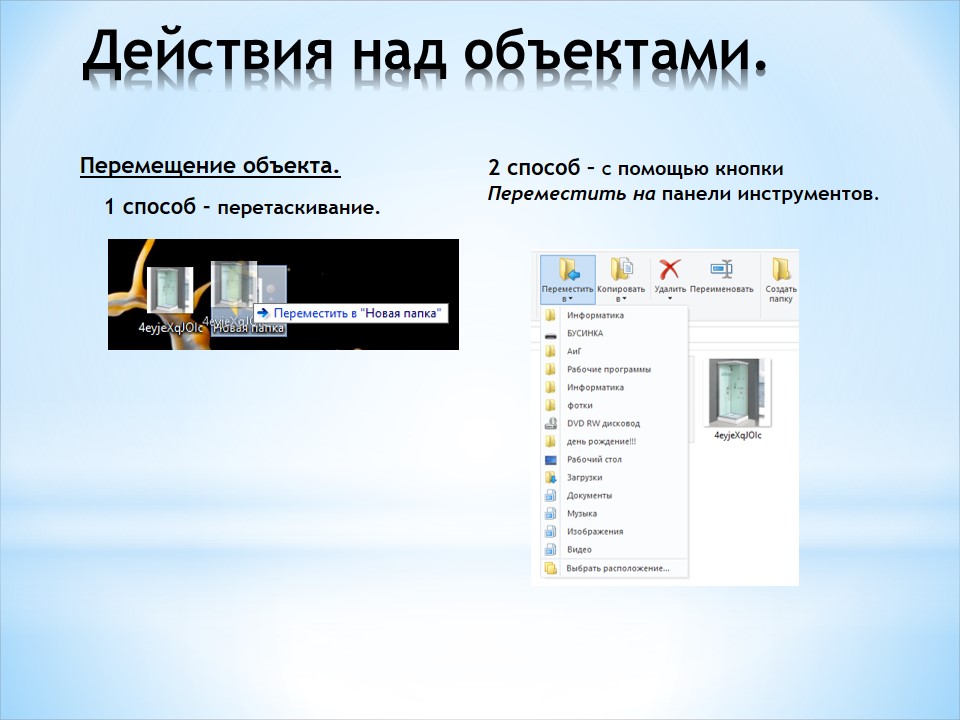 Действия над объектами.
Перемещение объекта.
1 способ - перетаскивание.
2 способ – с помощью кнопки
Переместить на панели инструментов.
4eyjeXqJOIc
4eyjeXqJOIc
Новая папка
Переместить в "Новая папка"
Переместить в
Копировать в
Удалить
Переименовать
Создать папку
Информатика
БУСИНКА
АиГ
Рабочие программы
Информатика
фотки
DVD RW дисковод
день рождение!!!
Рабочий стол
Загрузки
Документы
Музыка
Изображения
Видео
Выбрать расположение...
4eyjeXqJOIc